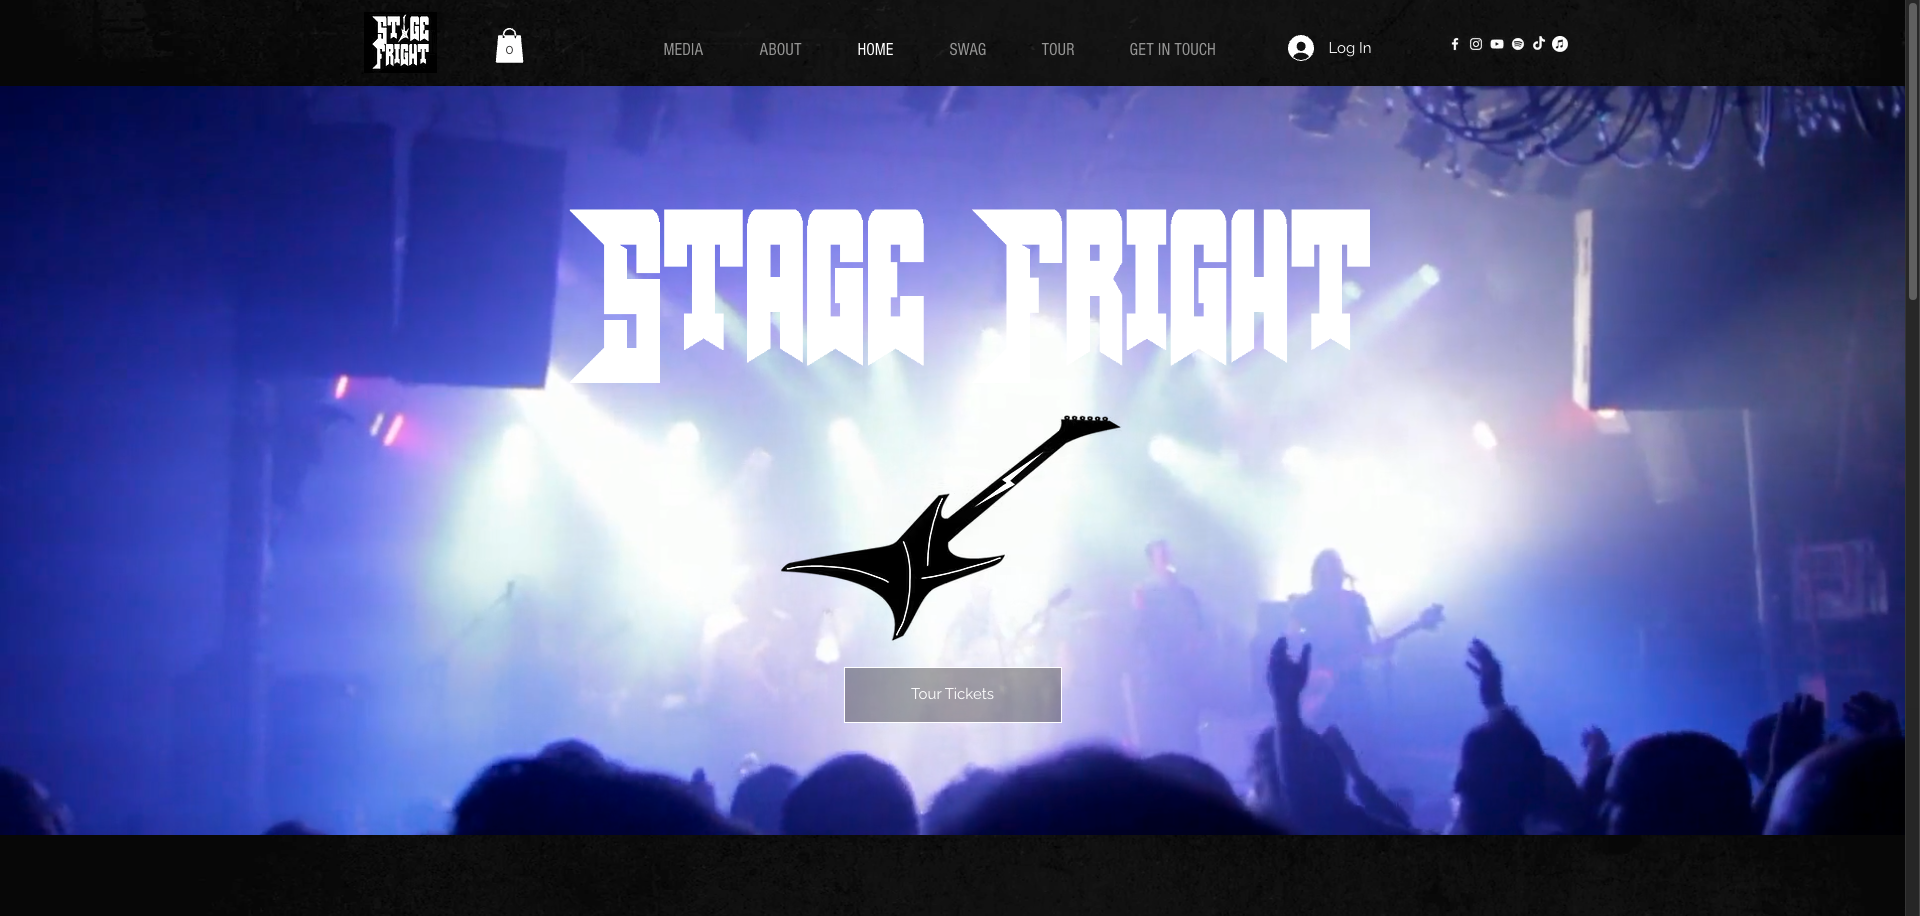 STAGE
FRIGHT
0
MEDIA
ABOUT
HOME
SWAG
TOUR
GET IN TOUCH
Log In
STAGE FRIGHT
Tour Tickets